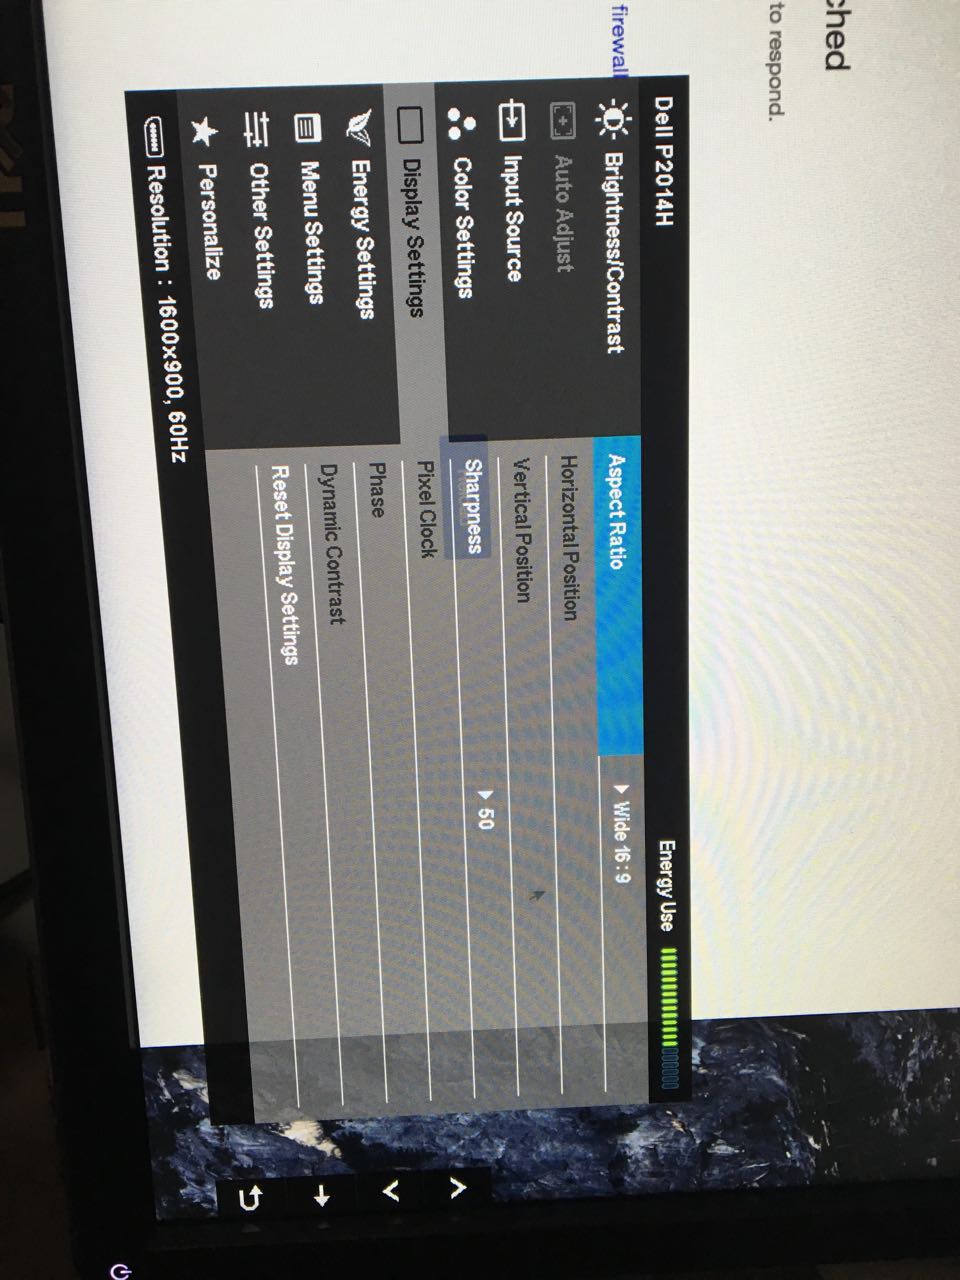 ched
to respond.
firewall
Dell P2014H
Energy Use
Brightness/Contrast
Auto Adjust
Input Source
Color Settings
Display Settings
Energy Settings
Menu Settings
Other Settings
Personalize
Aspect Ratio
Wide 16:9
Horizontal Position
Vertical Position
Sharpness
50
Pixel Clock
Phase
Dynamic Contrast
Reset Display Settings
Resolution : 1600x900, 60Hz